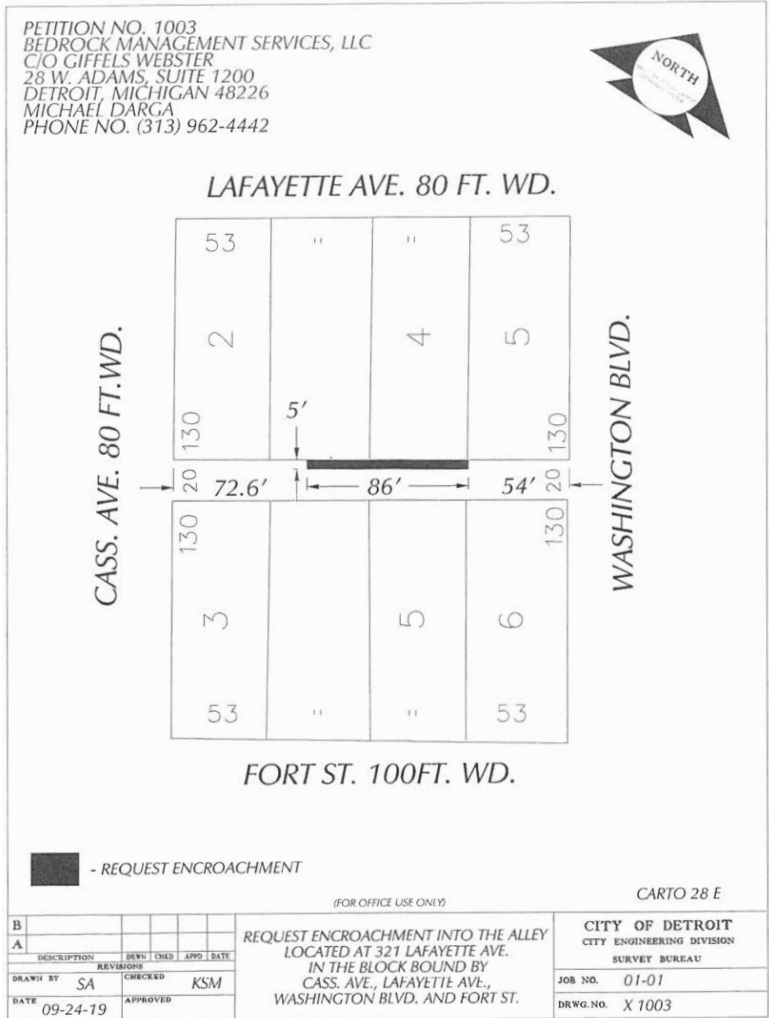 PETITION NO. 1003
BEDROCK MANAGEMENT SERVICES, LLC
C/O GIFFELS WEBSTER
28 W. ADAMS, SUITE 1200
DETROIT, MICHIGAN 48226
MICHAEL DARGA
PHONE NO. (313) 962-4442
NORTH
LAFAYETTE AVE. 80 FT. WD.
CASS. AVE. 80 FT.WD.
WASHINGTON BLVD.
53 " " 53
2 4 5
130 5' 130
20 72.6' 86' 54' 20
130 130
3 5 6
53 " " 53
FORT ST. 100FT. WD.
- REQUEST ENCROACHMENT
(FOR OFFICE USE ONLY)
CARTO 28 E
B
A
DESCRIPTION DRWN CHKD APPD DATE
REVISIONS
DRAWN BY SA CHECKED KSM
DATE 09-24-19 APPROVED
REQUEST ENCROACHMENT INTO THE ALLEY
LOCATED AT 321 LAFAYETTE AVE.
IN THE BLOCK BOUND BY
CASS. AVE., LAFAYETTE AVE.,
WASHINGTON BLVD. AND FORT ST.
CITY OF DETROIT
CITY ENGINEERING DIVISION
SURVEY BUREAU
JOB NO. 01-01
DRWG. NO. X 1003